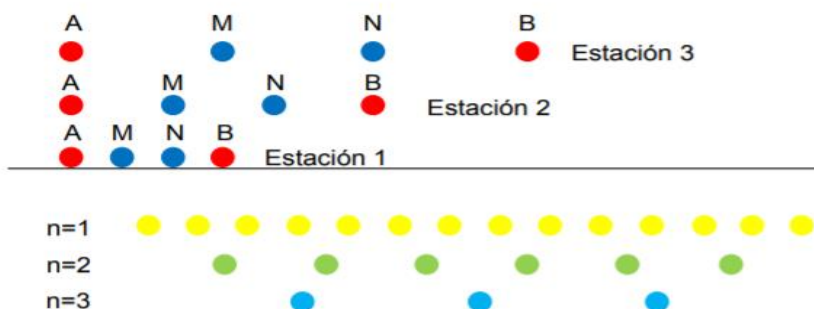 A M N B
Estación 3
A M N B
Estación 2
A M N B
Estación 1
n=1
n=2
n=3